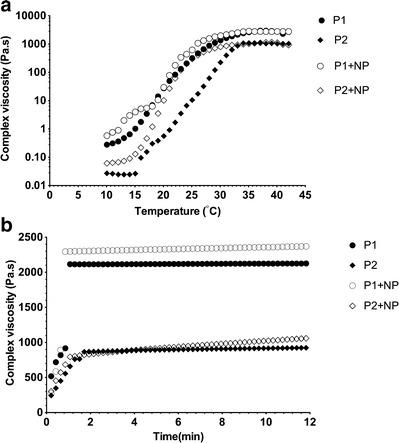 a
10000
1000
100
10
1
0.10
0.01
Complex viscosity (Pa.s)
0 5 10 15 20 25 30 35 40 45
Temperature (°C)
P1
P2
P1+NP
P2+NP
b
2500
2000
1500
1000
500
0
Complex viscosity (Pa.s)
0 2 4 6 8 10 12
Time(min)
P1
P2
P1+NP
P2+NP